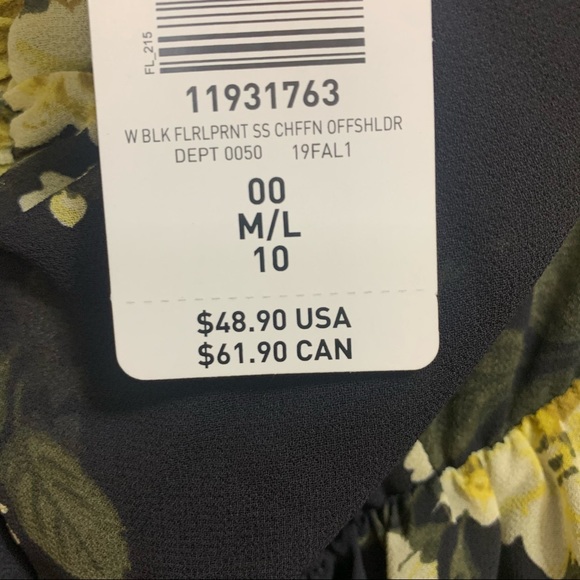 FL_215
11931763
W BLK FLRLPRNT SS CHFFN OFFSHLDR
DEPT 0050 19FAL1
00
M/L
10
$48.90 USA
$61.90 CAN